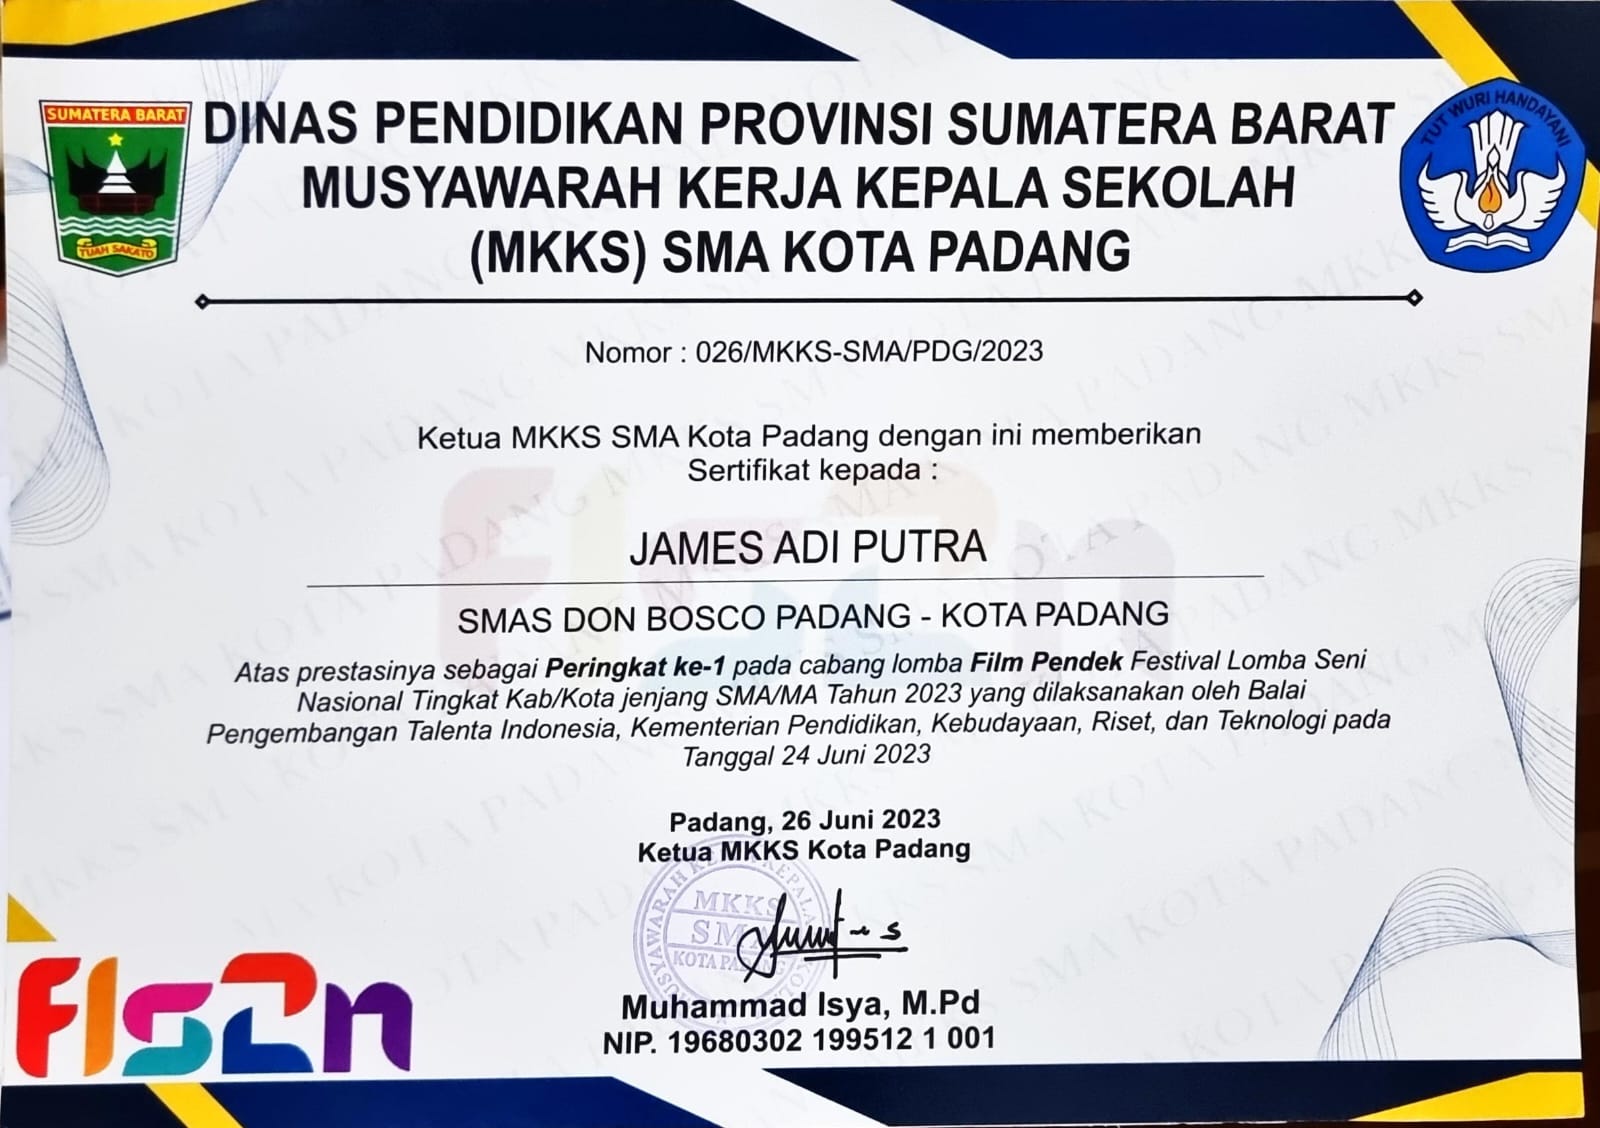 SUMATERA BARAT
TUAH SAKATO
DINAS PENDIDIKAN PROVINSI SUMATERA BARAT
MUSYAWARAH KERJA KEPALA SEKOLAH
(MKKS) SMA KOTA PADANG
TUT WURI HANDAYANI
Nomor : 026/MKKS-SMA/PDG/2023
Ketua MKKS SMA Kota Padang dengan ini memberikan
Sertifikat kepada :
JAMES ADI PUTRA
SMAS DON BOSCO PADANG - KOTA PADANG
Atas prestasinya sebagai Peringkat ke-1 pada cabang lomba Film Pendek Festival Lomba Seni
Nasional Tingkat Kab/Kota jenjang SMA/MA Tahun 2023 yang dilaksanakan oleh Balai
Pengembangan Talenta Indonesia, Kementerian Pendidikan, Kebudayaan, Riset, dan Teknologi pada
Tanggal 24 Juni 2023
Padang, 26 Juni 2023
Ketua MKKS Kota Padang
MKKS
SMA
KOTA PADANG
Muhammad Isya, M.Pd
NIP. 19680302 199512 1 001
FLS2N